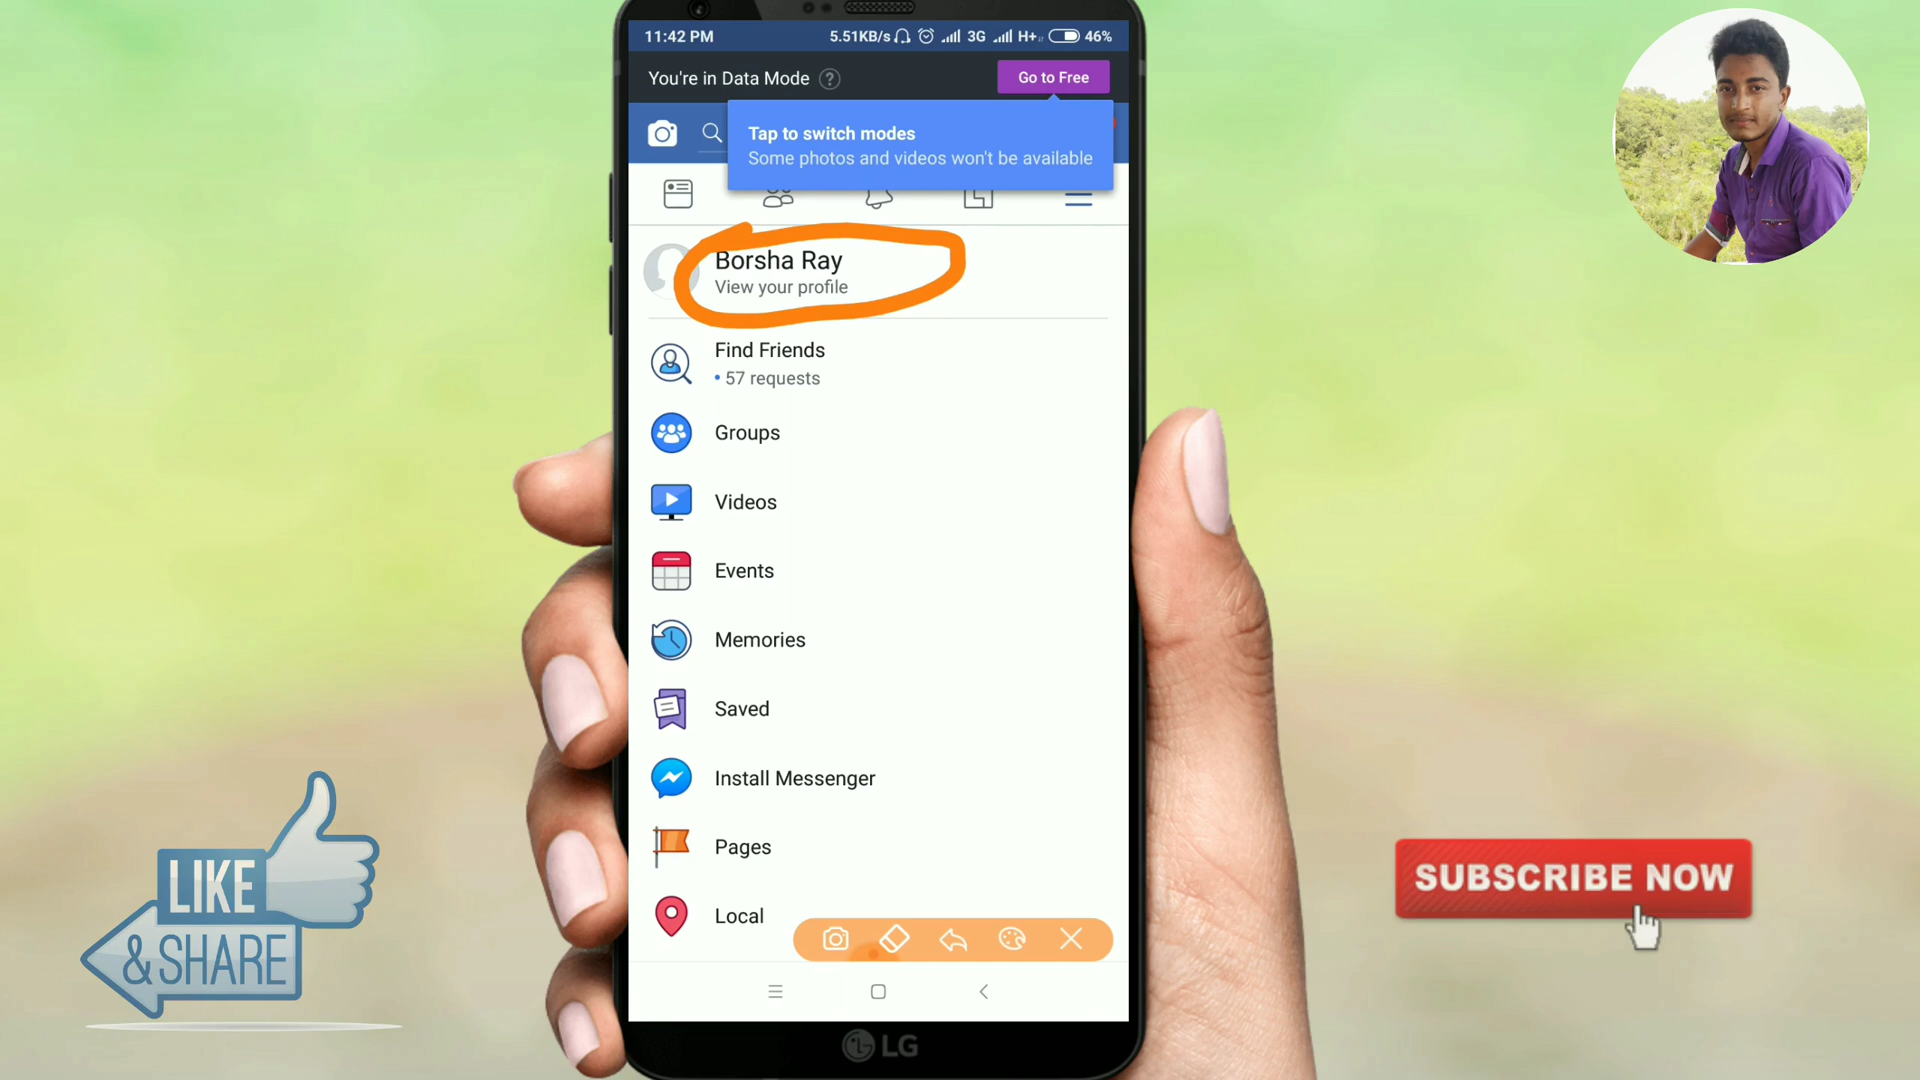 11:42 PM 5.51KB/s 3G H+ 46%
You're in Data Mode ? Go to Free
Tap to switch modes
Some photos and videos won't be available
Borsha Ray
View your profile
Find Friends
• 57 requests
Groups
Videos
Events
Memories
Saved
Install Messenger
Pages
Local
LG
LIKE
& SHARE
SUBSCRIBE NOW